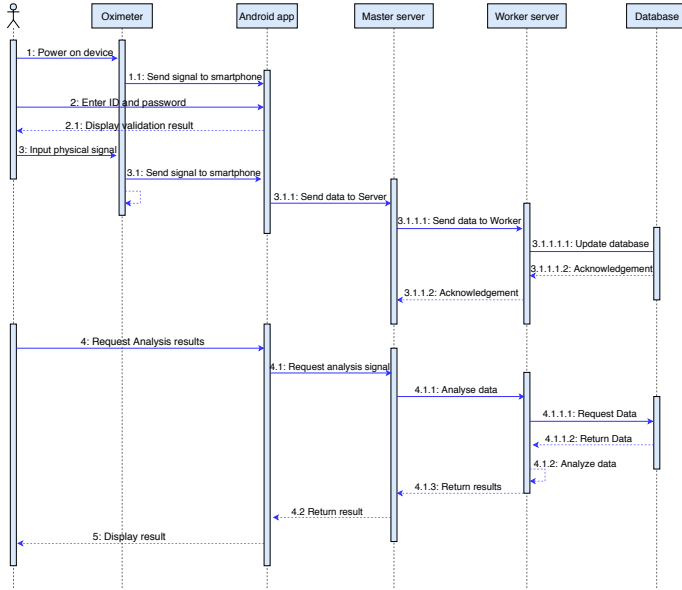 Oximeter
Android app
Master server
Worker server
Database
1: Power on device
1.1: Send signal to smartphone
2: Enter ID and password
2.1: Display validation result
3: Input physical signal
3.1: Send signal to smartphone
3.1.1: Send data to Server
3.1.1.1: Send data to Worker
3.1.1.1.1: Update database
3.1.1.1.2: Acknowledgement
3.1.1.2: Acknowledgement
4: Request Analysis results
4.1: Request analysis signal
4.1.1: Analyse data
4.1.1.1: Request Data
4.1.1.2: Return Data
4.1.2: Analyze data
4.1.3: Return results
4.2 Return result
5: Display result